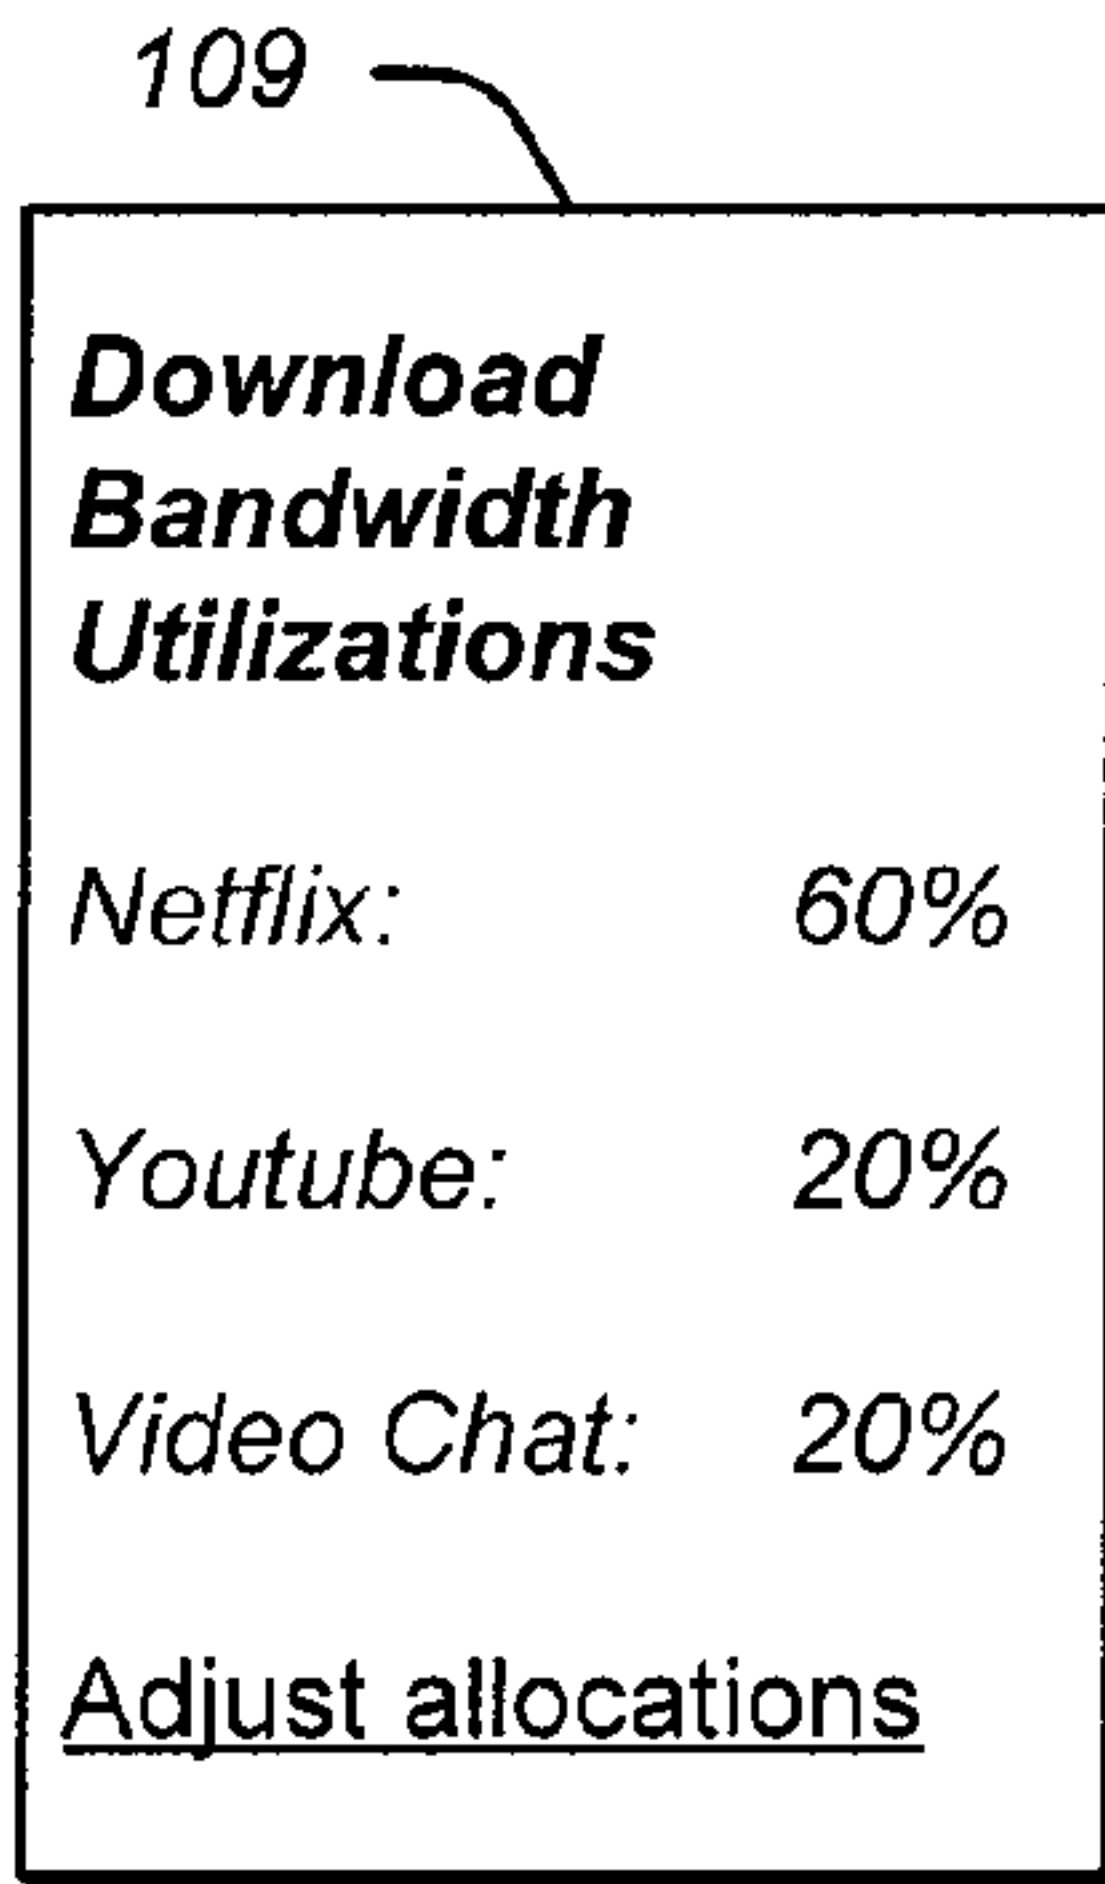 109
Download
Bandwidth
Utilizations
Netflix: 60%
Youtube: 20%
Video Chat: 20%
Adjust allocations